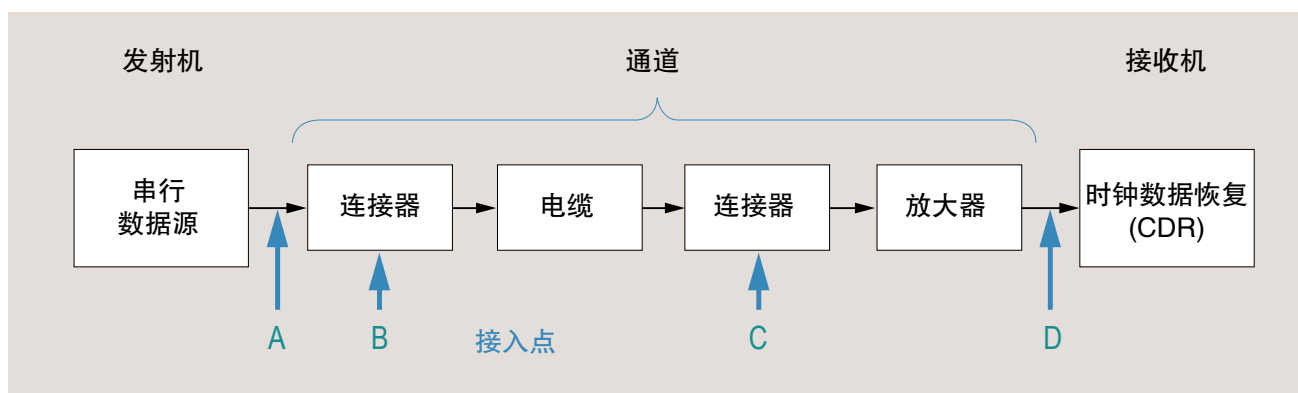 发射机
通道
接收机
串行
数据源
连接器
电缆
连接器
放大器
时钟数据恢复
(CDR)
A
B
接入点
C
D